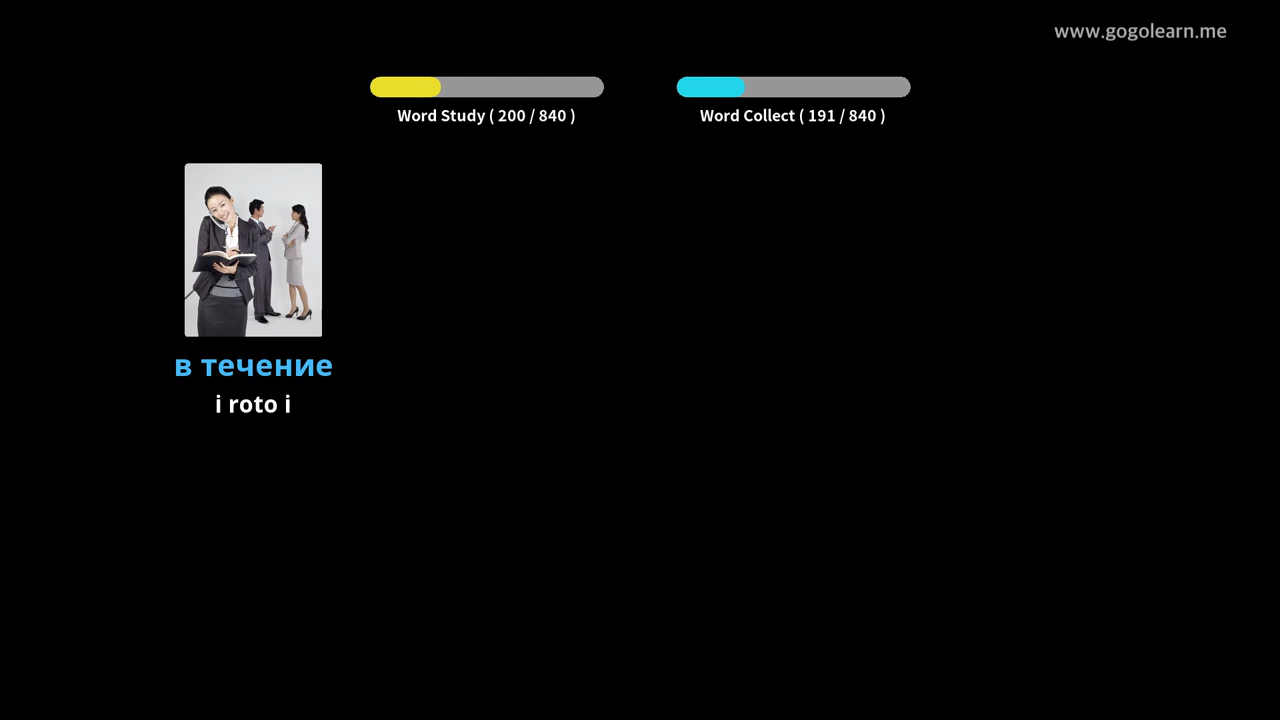 www.gogolearn.me
Word Study ( 200 / 840 )
Word Collect ( 191 / 840 )
в течение
i roto i